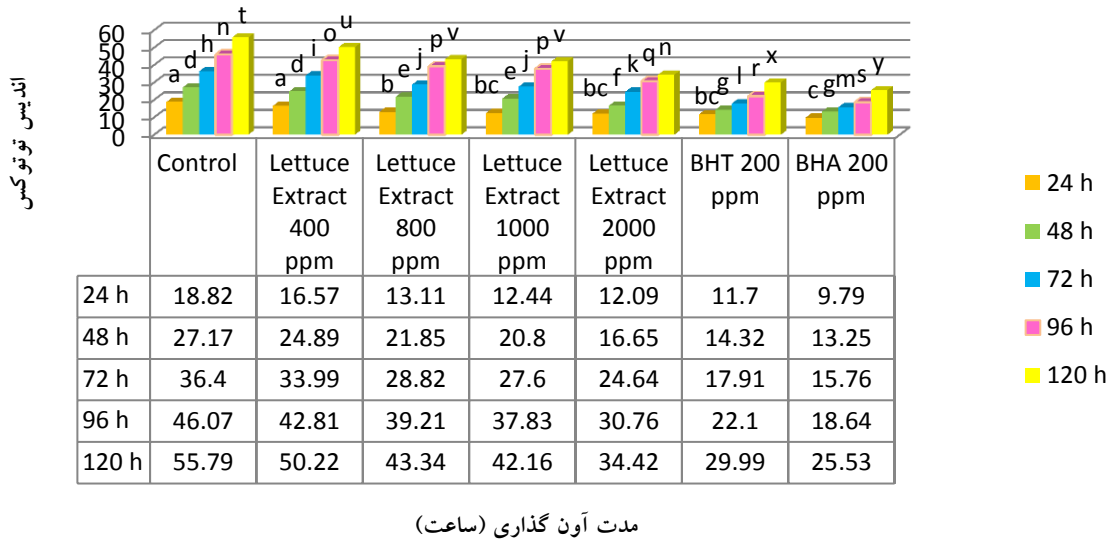 اندیس توتوکس
60
50
40
30
20
10
0
a d h n t
a d i o u
b e j p v
bc e j p v
bc f k q n
bc g l r x
c g m s y
Control
Lettuce
Extract
400
ppm
Lettuce
Extract
800
ppm
Lettuce
Extract
1000
ppm
Lettuce
Extract
2000
ppm
BHT 200
ppm
BHA 200
ppm
24 h 18.82 16.57 13.11 12.44 12.09 11.7 9.79
48 h 27.17 24.89 21.85 20.8 16.65 14.32 13.25
72 h 36.4 33.99 28.82 27.6 24.64 17.91 15.76
96 h 46.07 42.81 39.21 37.83 30.76 22.1 18.64
120 h 55.79 50.22 43.34 42.16 34.42 29.99 25.53
24 h
48 h
72 h
96 h
120 h
مدت آون گذاری (ساعت)